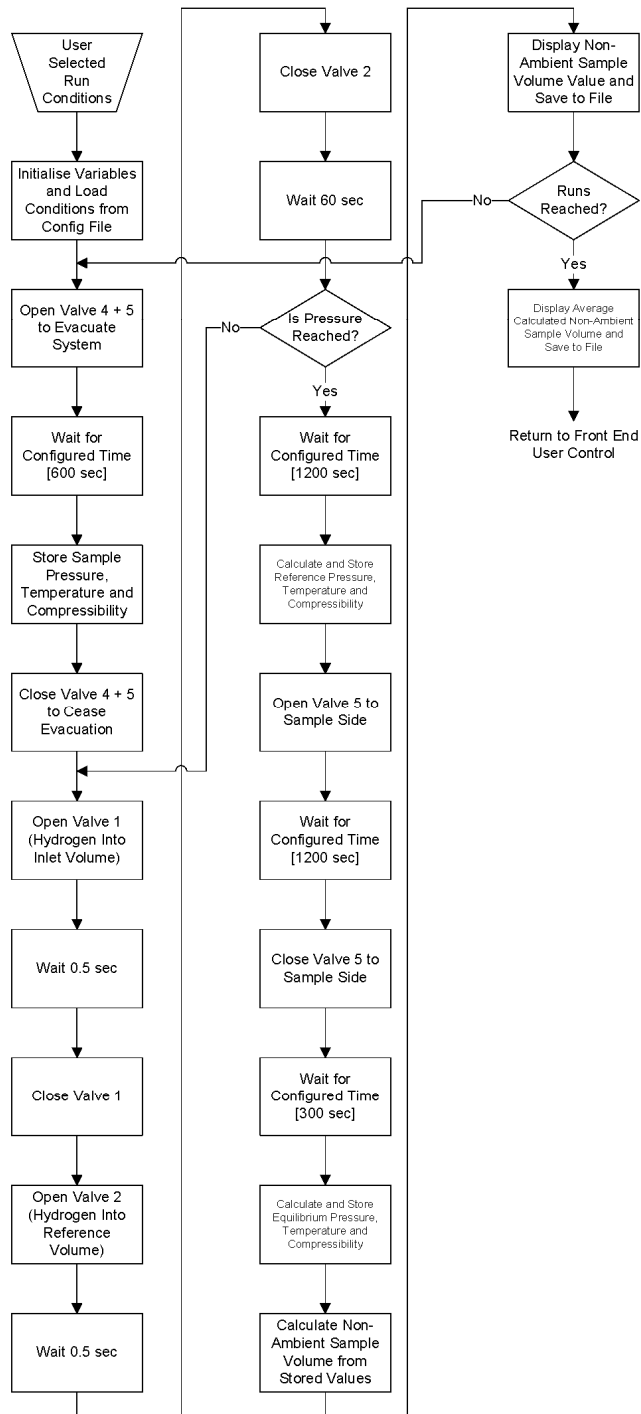 User
Selected
Run
Conditions
Initialise Variables
and Load
Conditions from
Config File
Open Valve 4 + 5
to Evacuate
System
Wait for
Configured Time
[600 sec]
Store Sample
Pressure,
Temperature and
Compressibility
Close Valve 4 + 5
to Cease
Evacuation
Open Valve 1
(Hydrogen Into
Inlet Volume)
Wait 0.5 sec
Close Valve 1
Open Valve 2
(Hydrogen Into
Reference
Volume)
Wait 0.5 sec
Close Valve 2
Wait 60 sec
Is Pressure
Reached?
No
Yes
Wait for
Configured Time
[1200 sec]
Calculate and Store
Reference Pressure,
Temperature and
Compressibility
Open Valve 5 to
Sample Side
Wait for
Configured Time
[1200 sec]
Close Valve 5 to
Sample Side
Wait for
Configured Time
[300 sec]
Calculate and Store
Equilibrium Pressure,
Temperature and
Compressibility
Calculate Non-
Ambient Sample
Volume from
Stored Values
Display Non-
Ambient Sample
Volume Value and
Save to File
Runs
Reached?
No
Yes
Display Average
Calculated Non-Ambient
Sample Volume and
Save to File
Return to Front End
User Control